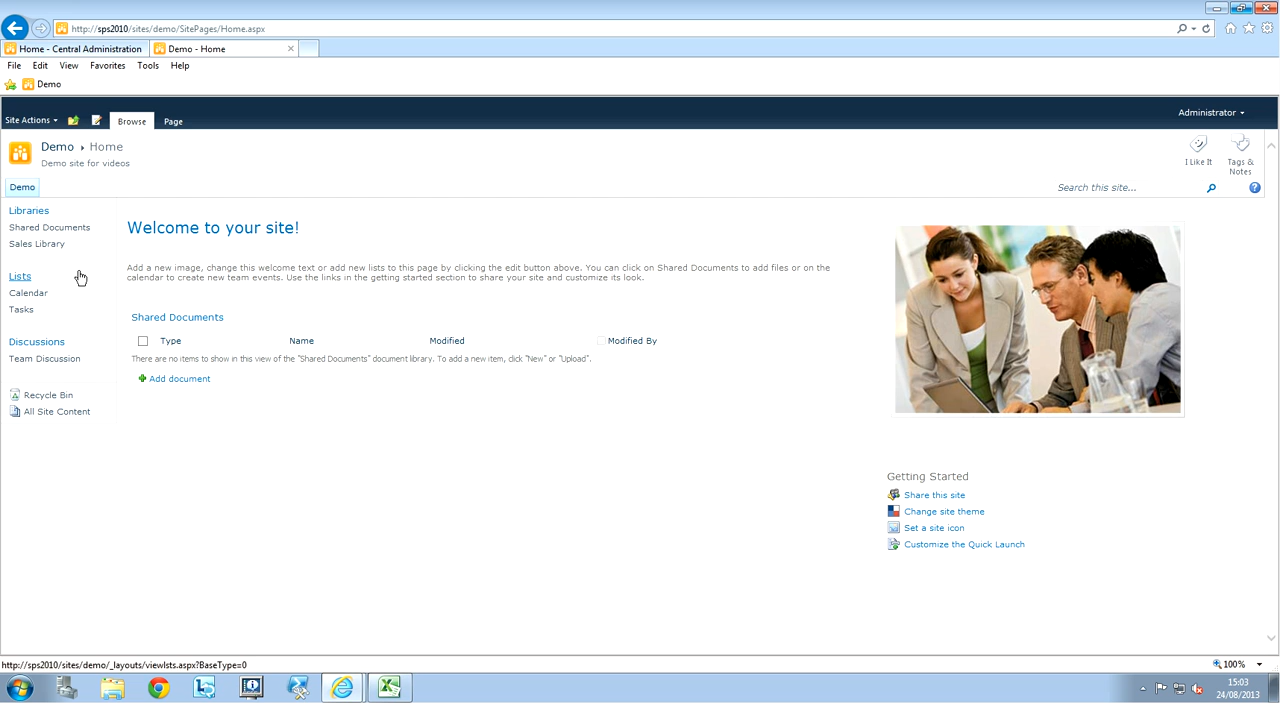 http://sps2010/sites/demo/SitePages/Home.aspx
Home - Central Administration
Demo - Home
File Edit View Favorites Tools Help
Demo
Site Actions
Browse
Page
Administrator
Demo
Home
Demo site for videos
I Like It
Tags &
Notes
Demo
Search this site...
Libraries
Shared Documents
Sales Library
Lists
Calendar
Tasks
Discussions
Team Discussion
Recycle Bin
All Site Content
Welcome to your site!
Add a new image, change this welcome text or add new lists to this page by clicking the edit button above. You can click on Shared Documents to add files or on the
calendar to create new team events. Use the links in the getting started section to share your site and customize its look.
Shared Documents
Type Name Modified Modified By
There are no items to show in this view of the "Shared Documents" document library. To add a new item, click "New" or "Upload".
Add document
Getting Started
Share this site
Change site theme
Set a site icon
Customize the Quick Launch
http://sps2010/sites/demo/_layouts/viewlsts.aspx?BaseType=0
100%
15:03
24/08/2013